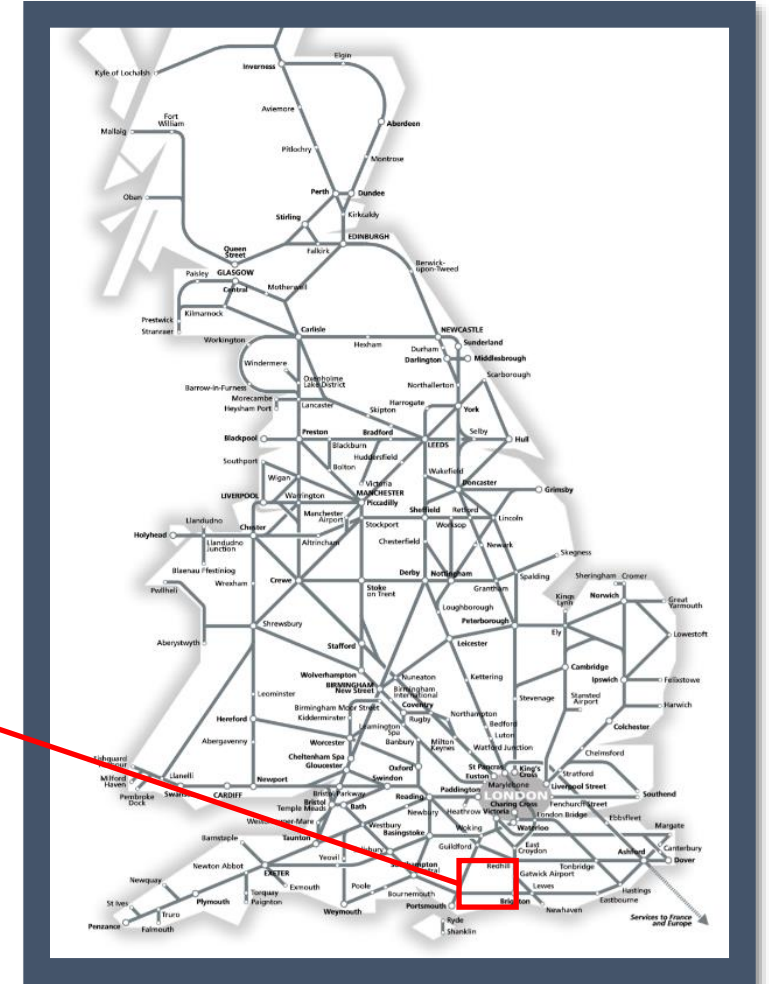 Elgin
Inverness
Kyle of Lochalsh
Aviemore
Fort
William
Mallaig
Aberdeen
Pitlochry
Montrose
Perth
Dundee
Oban
Stirling
Kirkcaldy
EDINBURGH
Queen
Street
Falkirk
Berwick-
upon-Tweed
Paisley
GLASGOW
Central
Motherwell
Prestwick
Kilmarnock
Stranraer
Carlisle
NEWCASTLE
Workington
Hexham
Durham
Sunderland
Windermere
Darlington
Middlesbrough
Scarborough
Oxenholme
Lake District
Northallerton
Barrow-in-Furness
Morecambe
Heysham Port
Lancaster
Skipton
Harrogate
York
Blackpool
Preston
Bradford
LEEDS
Selby
Hull
Blackburn
Huddersfield
Southport
Bolton
Wakefield
Wigan
Victoria
Doncaster
LIVERPOOL
Warrington
MANCHESTER
Piccadilly
Grimsby
Manchester
Airport
Sheffield
Retford
Llandudno
Chester
Stockport
Worksop
Lincoln
Holyhead
Llandudno
Junction
Altrincham
Chesterfield
Newark
Skegness
Blaenau Ffestiniog
Wrexham
Crewe
Derby
Nottingham
Spalding
Sheringham
Cromer
Pwllheli
Stoke
on Trent
Grantham
Kings
Lynn
Norwich
Great
Yarmouth
Loughborough
Peterborough
Aberystwyth
Shrewsbury
Stafford
Leicester
Ely
Lowestoft
Wolverhampton
Nuneaton
Kettering
Cambridge
BIRMINGHAM
New Street
Birmingham
International
Ipswich
Felixstowe
Leominster
Birmingham Moor Street
Coventry
Stevenage
Stansted
Airport
Harwich
Kidderminster
Rugby
Northampton
Hereford
Leamington
Spa
Bedford
Colchester
Abergavenny
Worcester
Banbury
Milton
Keynes
Luton
Cheltenham Spa
Watford Junction
Chelmsford
Gloucester
Oxford
St Pancras
King's
Cross
Stratford
Llanelli
Milford
Haven
Newport
Swindon
Euston
Marylebone
Liverpool Street
Pembroke
Dock
CARDIFF
Bristol Parkway
Reading
Paddington
LONDON
Southend
Bristol
Temple Meads
Bath
Newbury
Heathrow
Victoria
Charing Cross
Fenchurch Street
London Bridge
Ebbsfleet
Westbury
Basingstoke
Woking
Waterloo
Margate
Barnstaple
Taunton
Guildford
East
Croydon
Canterbury
Yeovil
Ashford
Dover
Newton Abbot
EXETER
Redhill
Gatwick Airport
Tonbridge
Newquay
Exmouth
Poole
Bournemouth
Lewes
Hastings
St Ives
Plymouth
Torquay
Paignton
Weymouth
Portsmouth
Brighton
Newhaven
Eastbourne
Truro
Penzance
Falmouth
Ryde
Shanklin
Services to France
and Europe